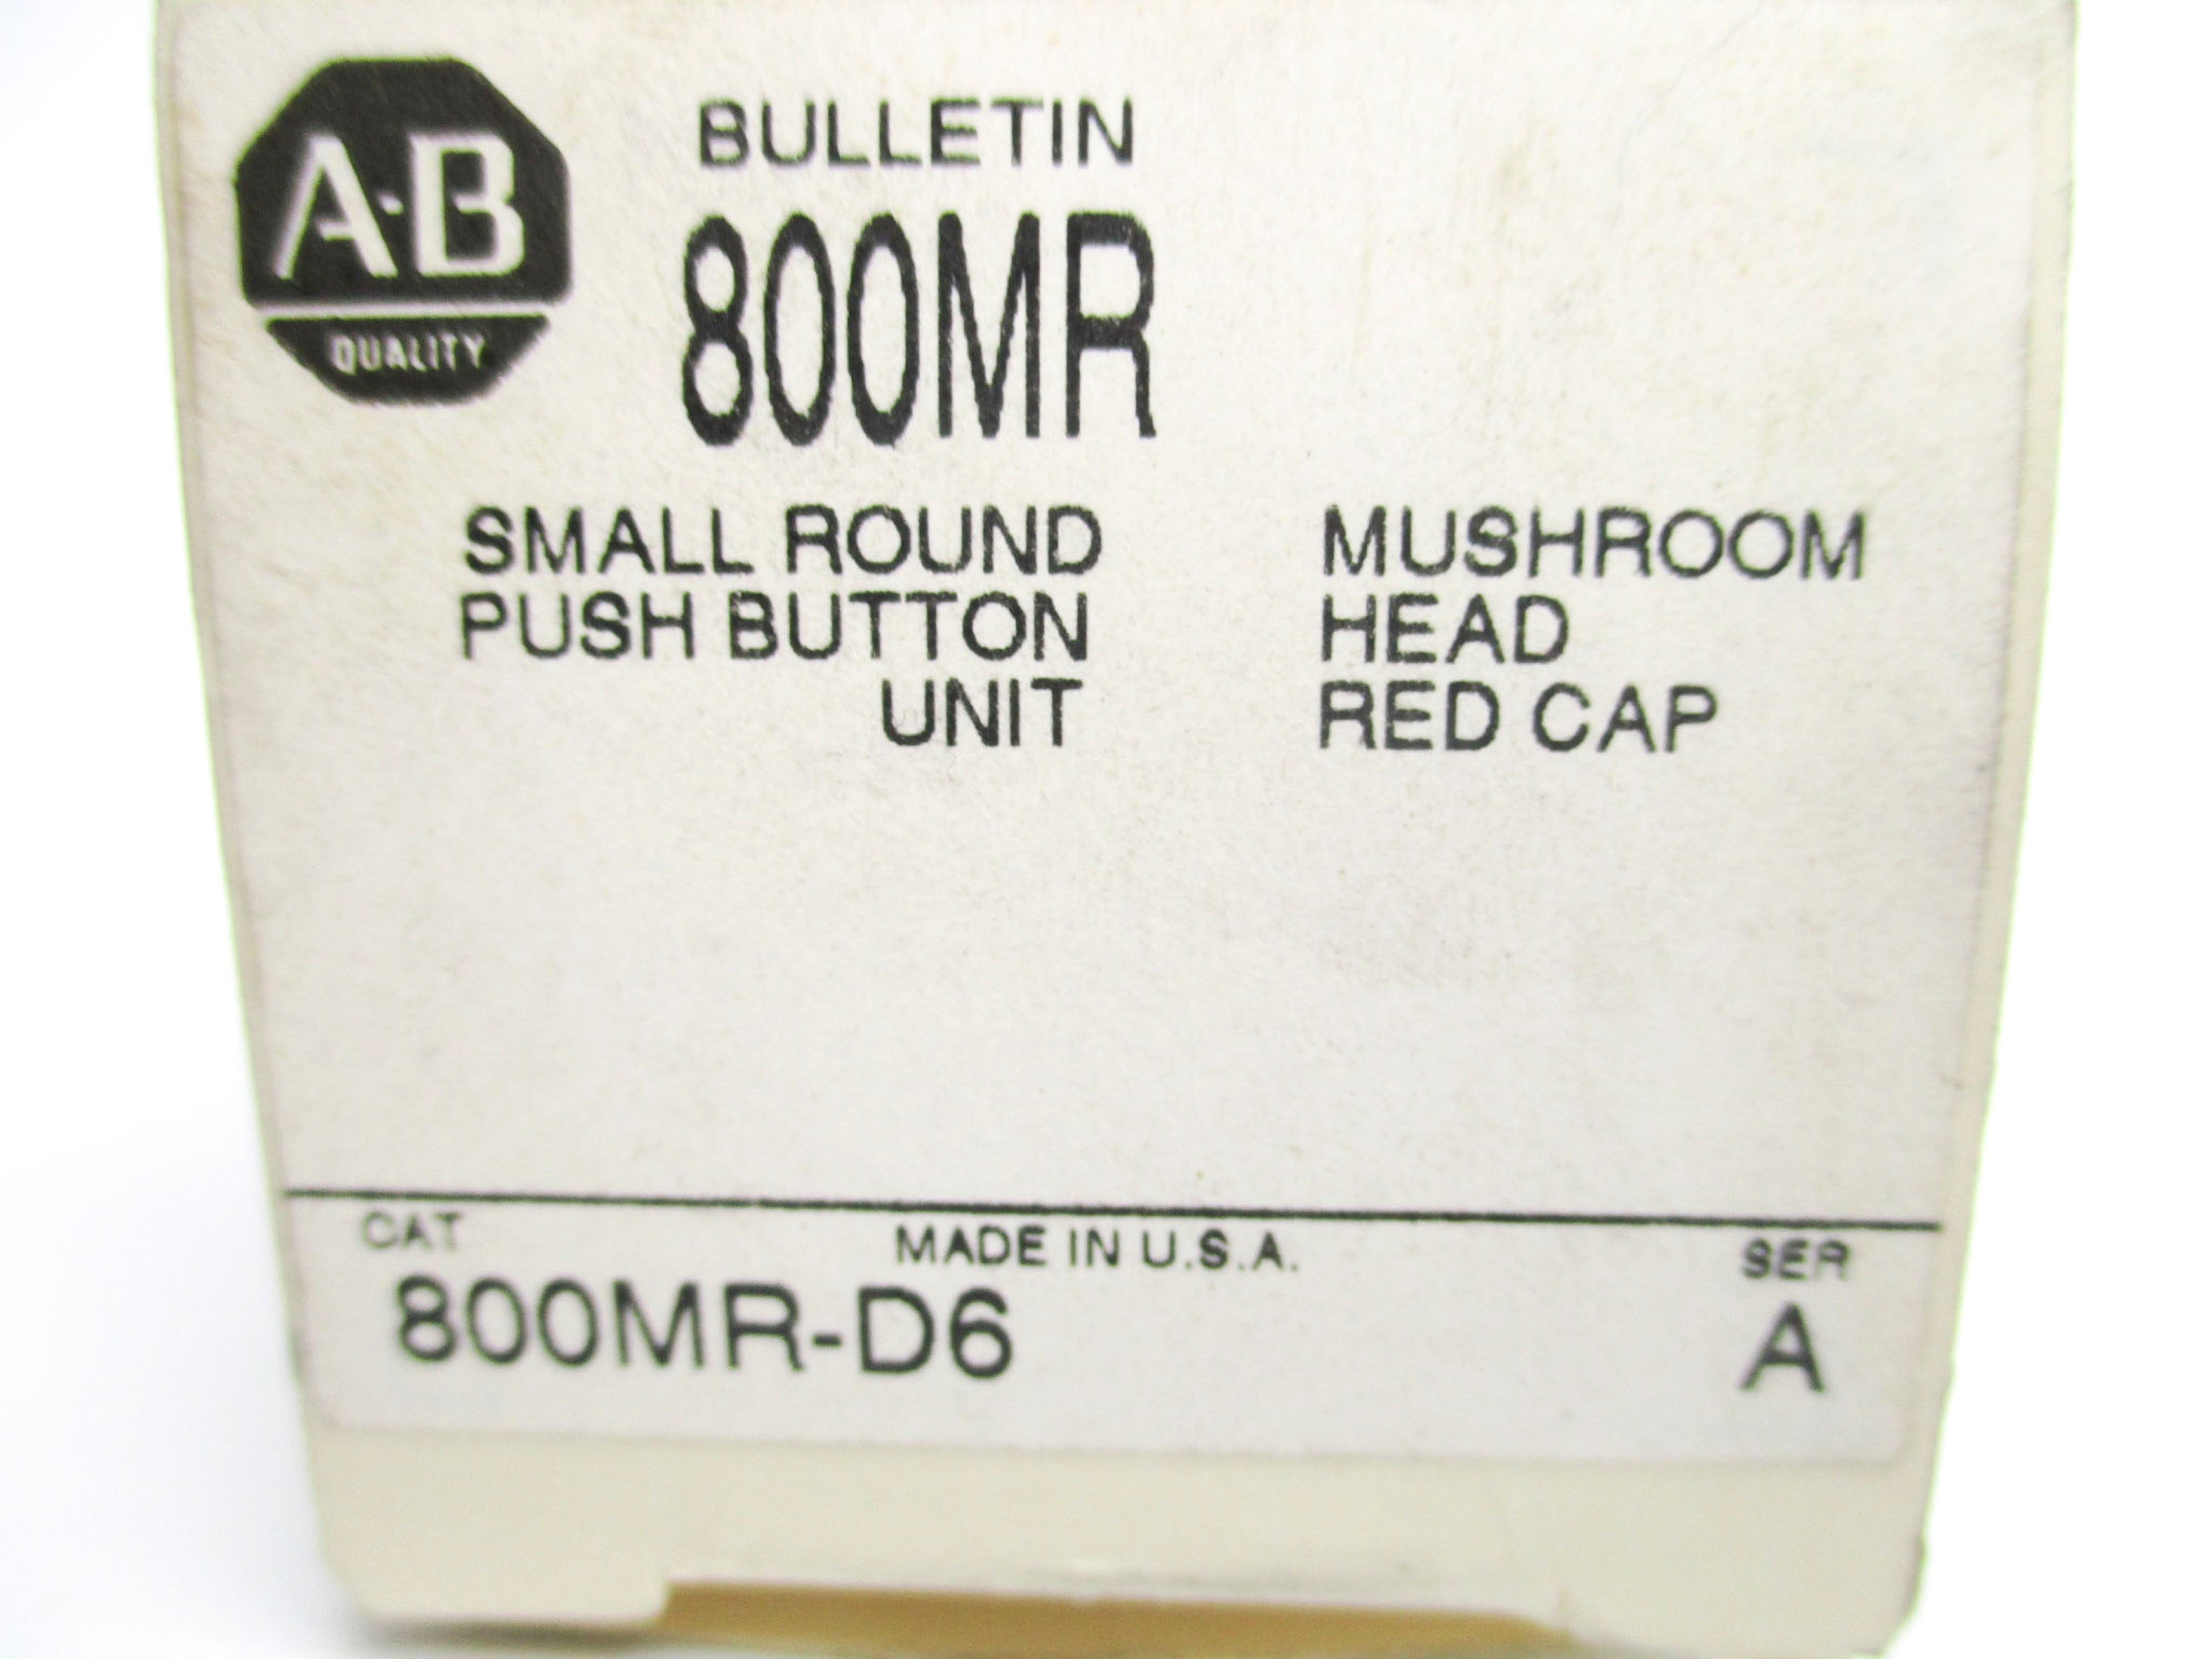 A-B
QUALITY
BULLETIN
800MR
SMALL ROUND
PUSH BUTTON
UNIT
MUSHROOM
HEAD
RED CAP
CAT
MADE IN U.S.A.
SER
800MR-D6
A